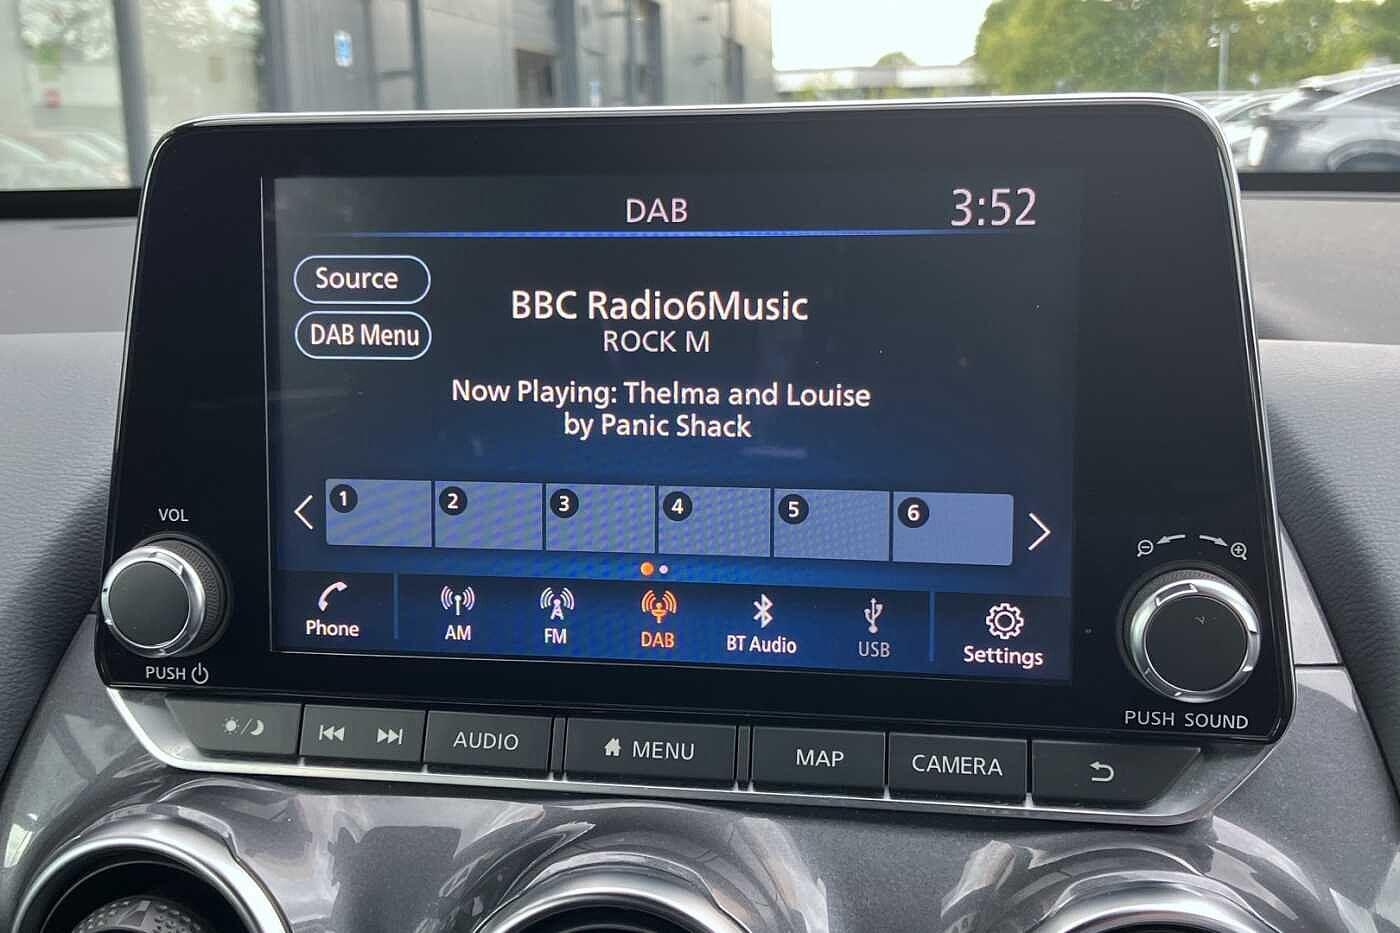 DAB
3:52
Source
DAB Menu
BBC Radio6Music
ROCK M
Now Playing: Thelma and Louise
by Panic Shack
1
2
3
4
5
6
Phone
AM
FM
DAB
BT Audio
USB
Settings
VOL
PUSH
PUSH SOUND
AUDIO
MENU
MAP
CAMERA